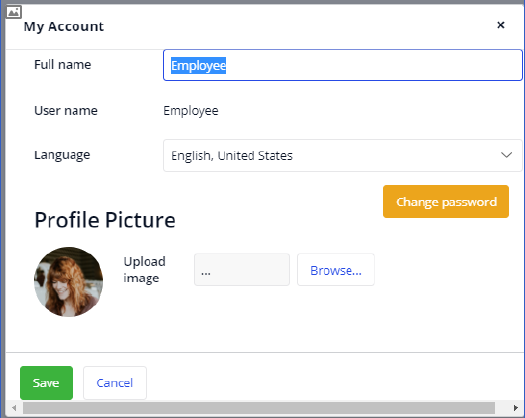 My Account ×
Full name Employee
User name Employee
Language English, United States
Change password
Profile Picture
Upload image ... Browse...
Save Cancel